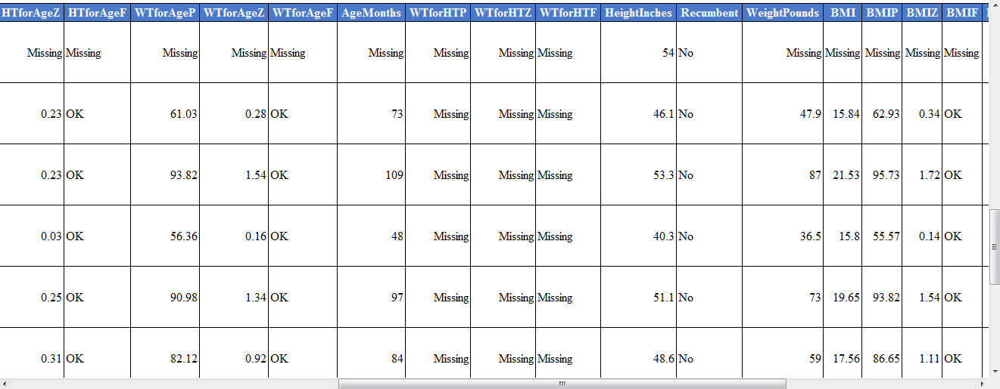 HTforAgeZ HTforAgeF WTforAgeP WTforAgeZ WTforAgeF AgeMonths WTforHTP WTforHTZ WTforHTF HeightInches Recumbent WeightPounds BMI BMIP BMIZ BMIF
Missing Missing Missing Missing Missing Missing Missing Missing Missing 54 No Missing Missing Missing Missing Missing
0.23 OK 61.03 0.28 OK 73 Missing Missing Missing 46.1 No 47.9 15.84 62.93 0.34 OK
0.23 OK 93.82 1.54 OK 109 Missing Missing Missing 53.3 No 87 21.53 95.73 1.72 OK
0.03 OK 56.36 0.16 OK 48 Missing Missing Missing 40.3 No 36.5 15.8 55.57 0.14 OK
0.25 OK 90.98 1.34 OK 97 Missing Missing Missing 51.1 No 73 19.65 93.82 1.54 OK
0.31 OK 82.12 0.92 OK 84 Missing Missing Missing 48.6 No 59 17.56 86.65 1.11 OK